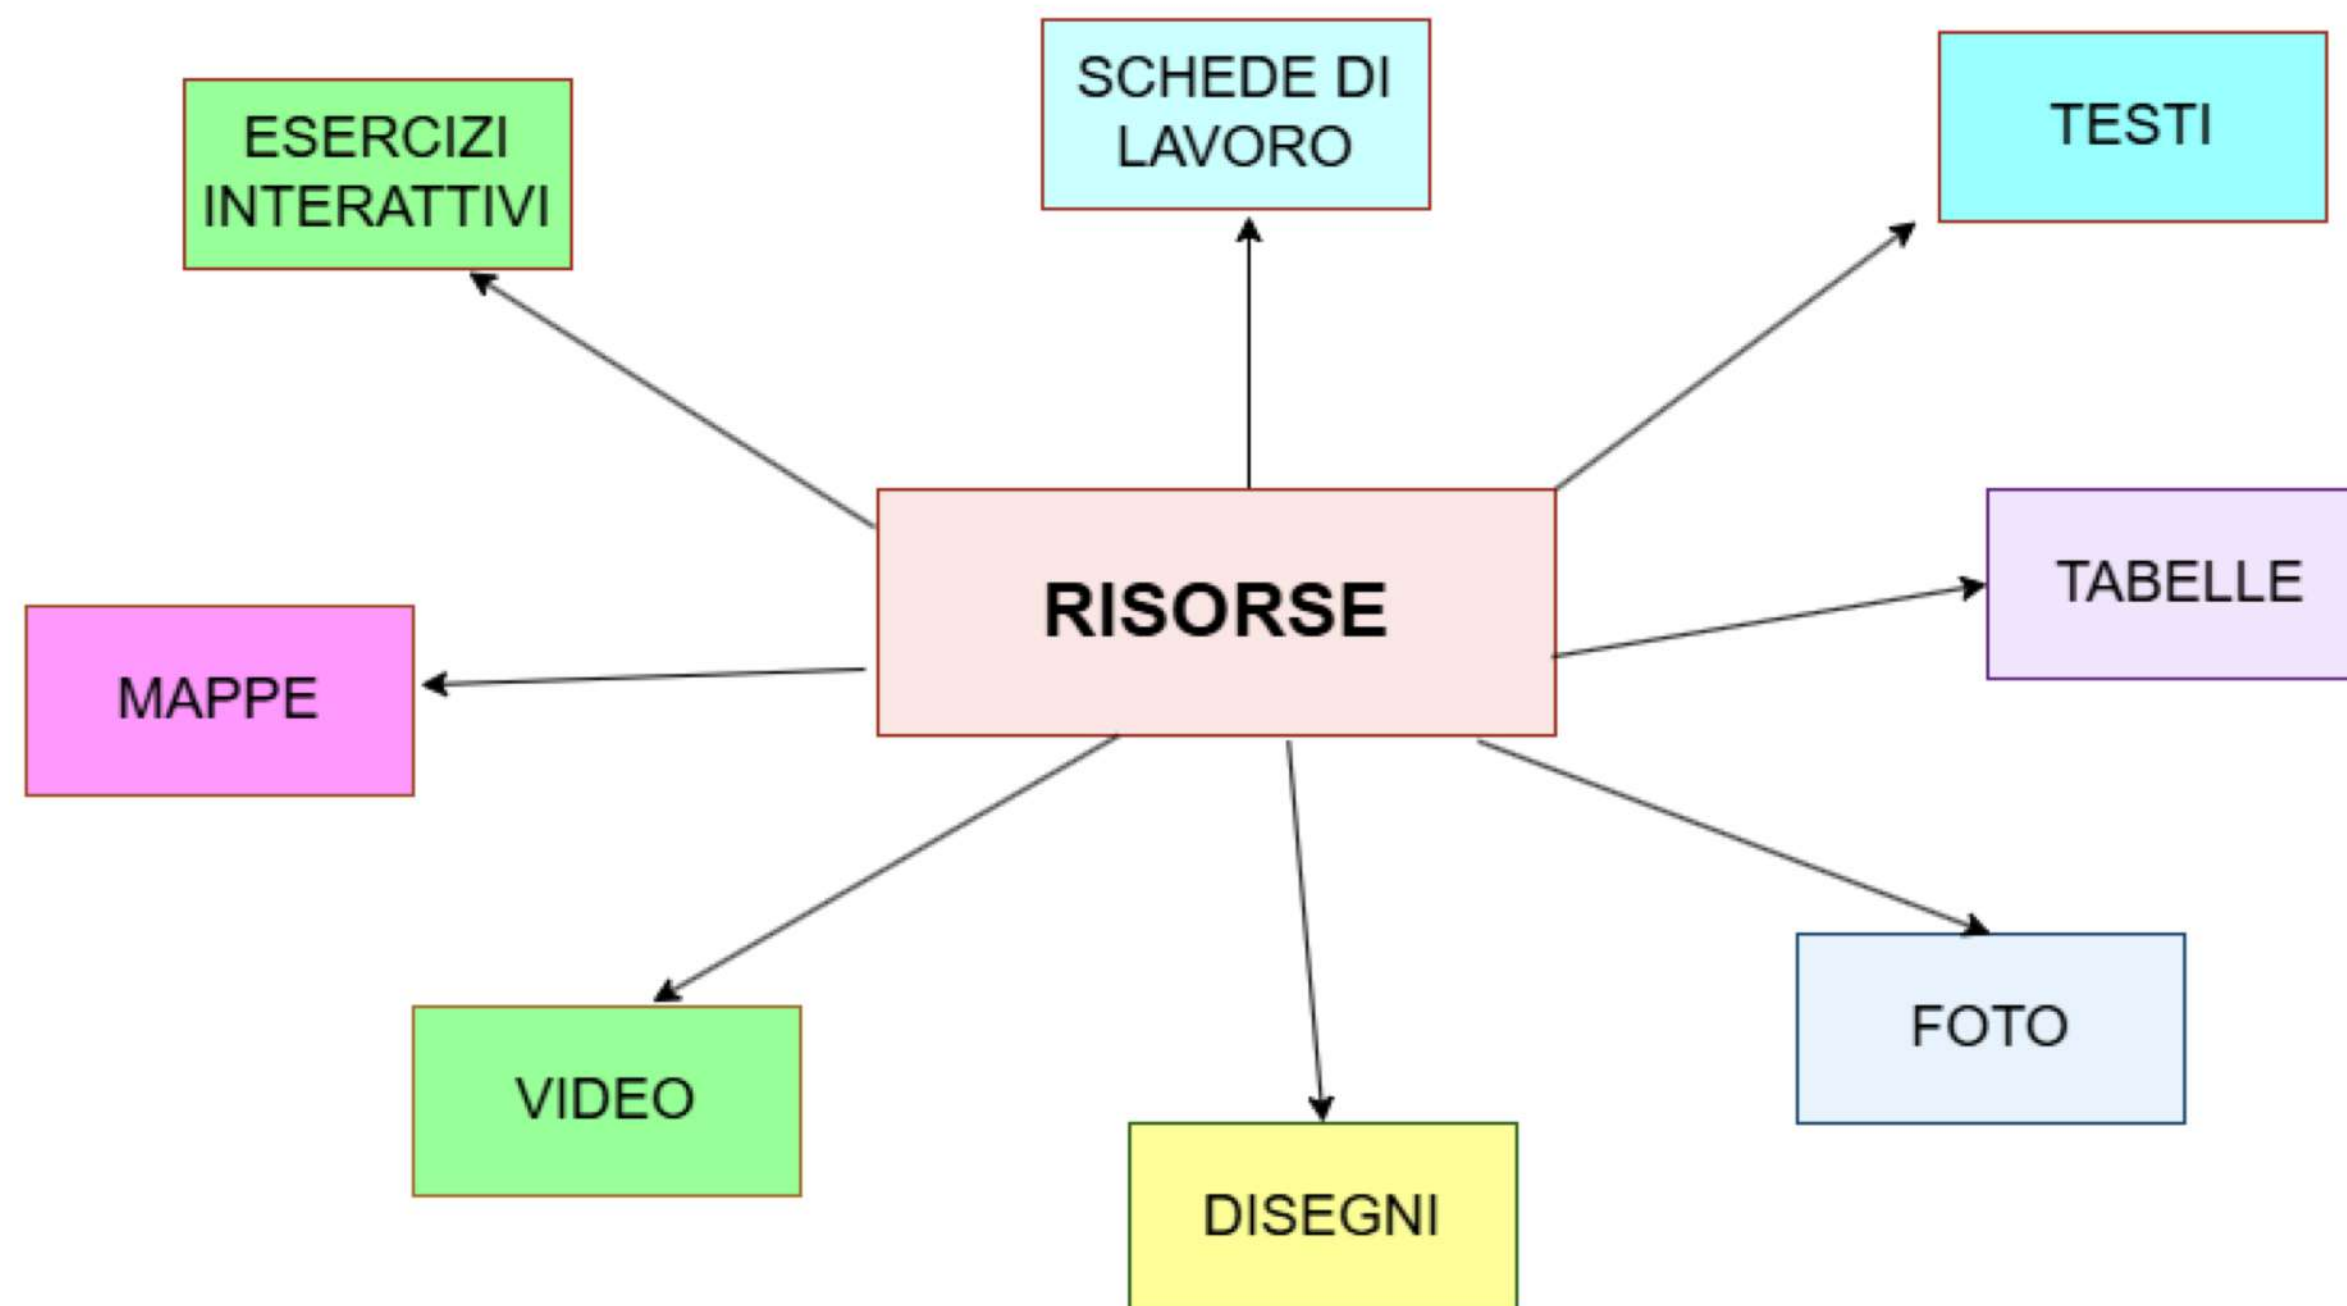 SCHEDE DI
LAVORO
TESTI
ESERCIZI
INTERATTIVI
RISORSE
TABELLE
MAPPE
FOTO
VIDEO
DISEGNI